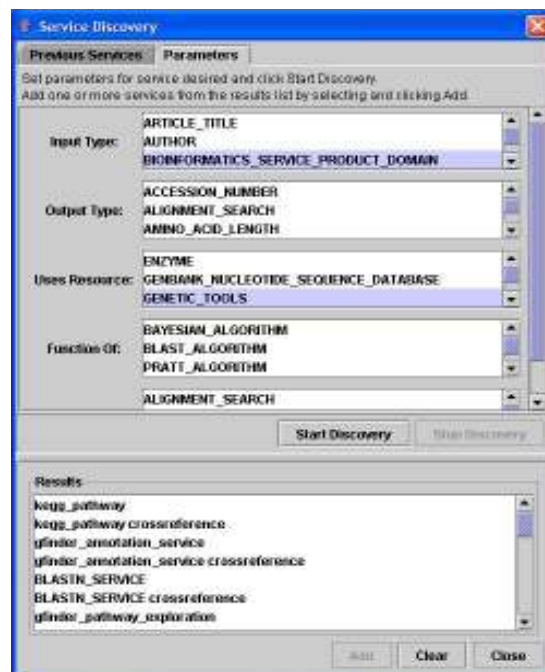 Service Discovery
Previous Services Parameters
Set parameters for service desired and click Start Discovery.
Add one or more services from the results list by selecting and clicking Add
Input Type:
ARTICLE_TITLE
AUTHOR
BIOINFORMATICS_SERVICE_PRODUCT_DOMAIN
Output Type:
ACCESSION_NUMBER
ALIGNMENT_SEARCH
AMINO_ACID_LENGTH
Uses Resource:
ENZYME
GENBANK_NUCLEOTIDE_SEQUENCE_DATABASE
GENETIC_TOOLS
Function Of:
BAYESIAN_ALGORITHM
BLAST_ALGORITHM
PRATT_ALGORITHM
ALIGNMENT_SEARCH
Start Discovery Stop Discovery
Results
kegg_pathway
kegg_pathway crossreference
gfinder_annotation_service
gfinder_annotation_service crossreference
BLASTN_SERVICE
BLASTN_SERVICE crossreference
gfinder_pathway_exploration
Add Clear Close